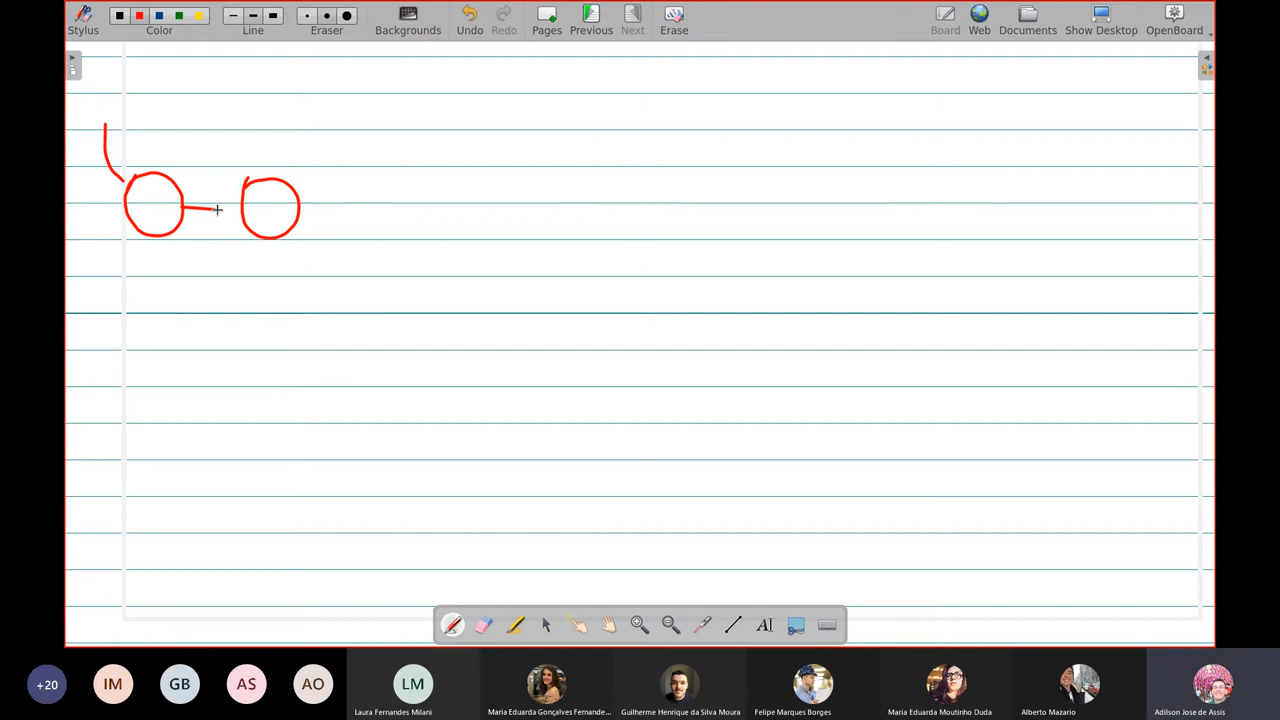 Stylus Color Line Eraser Backgrounds Undo Redo Pages Previous Next Erase Board Web Documents Show Desktop OpenBoard
AI
+20 IM GB AS AO LM
Laura Fernandes Milani Maria Eduarda Gonçalves Fernande... Guilherme Henrique da Silva Moura Felipe Marques Borges Maria Eduarda Moutinho Duda Alberto Mazario Adilson Jose de Assis